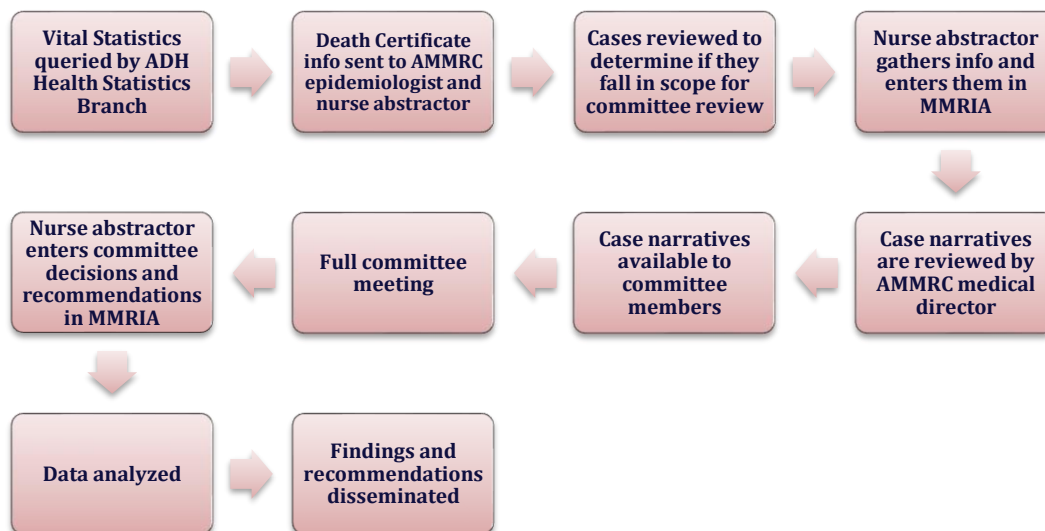 Vital Statistics
queried by ADH
Health Statistics
Branch
Death Certificate
info sent to AMMRC
epidemiologist and
nurse abstractor
Cases reviewed to
determine if they
fall in scope for
committee review
Nurse abstractor
gathers info and
enters them in
MMRIA
Case narratives
are reviewed by
AMMRC medical
director
Case narratives
available to
committee
members
Full committee
meeting
Nurse abstractor
enters committee
decisions and
recommendations
in MMRIA
Data analyzed
Findings and
recommendations
disseminated